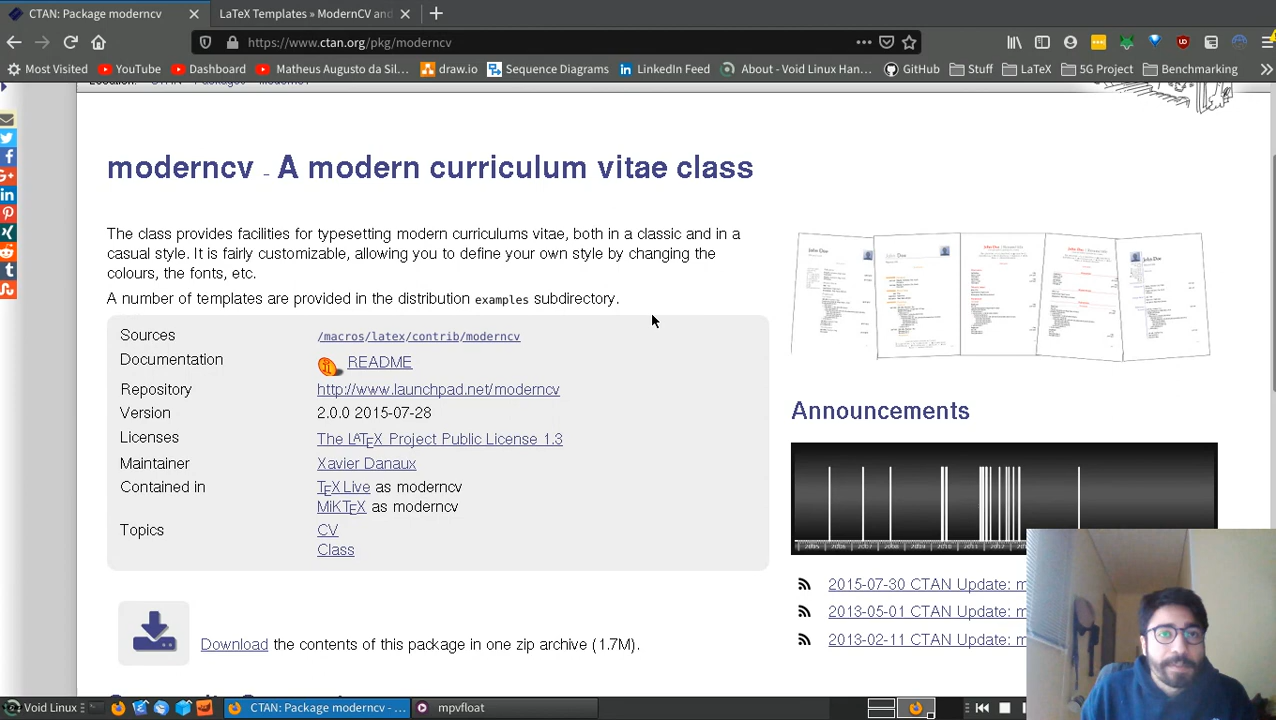 CTAN: Package moderncv
LaTeX Templates » ModernCV and
https://www.ctan.org/pkg/moderncv
Most Visited
YouTube
Dashboard
Matheus Augusto da Sil...
draw.io
Sequence Diagrams
LinkedIn Feed
About - Void Linux Han...
GitHub
Stuff
LaTeX
5G Project
Benchmarking
moderncv - A modern curriculum vitae class
The class provides facilities for typesetting modern curriculums vitae, both in a classic and in a
casual style. It is fairly customizable, allowing you to define your own style by changing the
colours, the fonts, etc.
A number of templates are provided in the distribution examples subdirectory.
Sources /macros/latex/contrib/moderncv
Documentation README
Repository http://www.launchpad.net/moderncv
Version 2.0.0 2015-07-28
Licenses The LATEX Project Public License 1.3
Maintainer Xavier Danaux
Contained in TEX Live as moderncv
MiKTEX as moderncv
Topics CV
Class
Download the contents of this package in one zip archive (1.7M).
Announcements
2015-07-30 CTAN Update: m
2013-05-01 CTAN Update: m
2013-02-11 CTAN Update: m
Void Linux
CTAN: Package moderncv - ...
mpvfloat